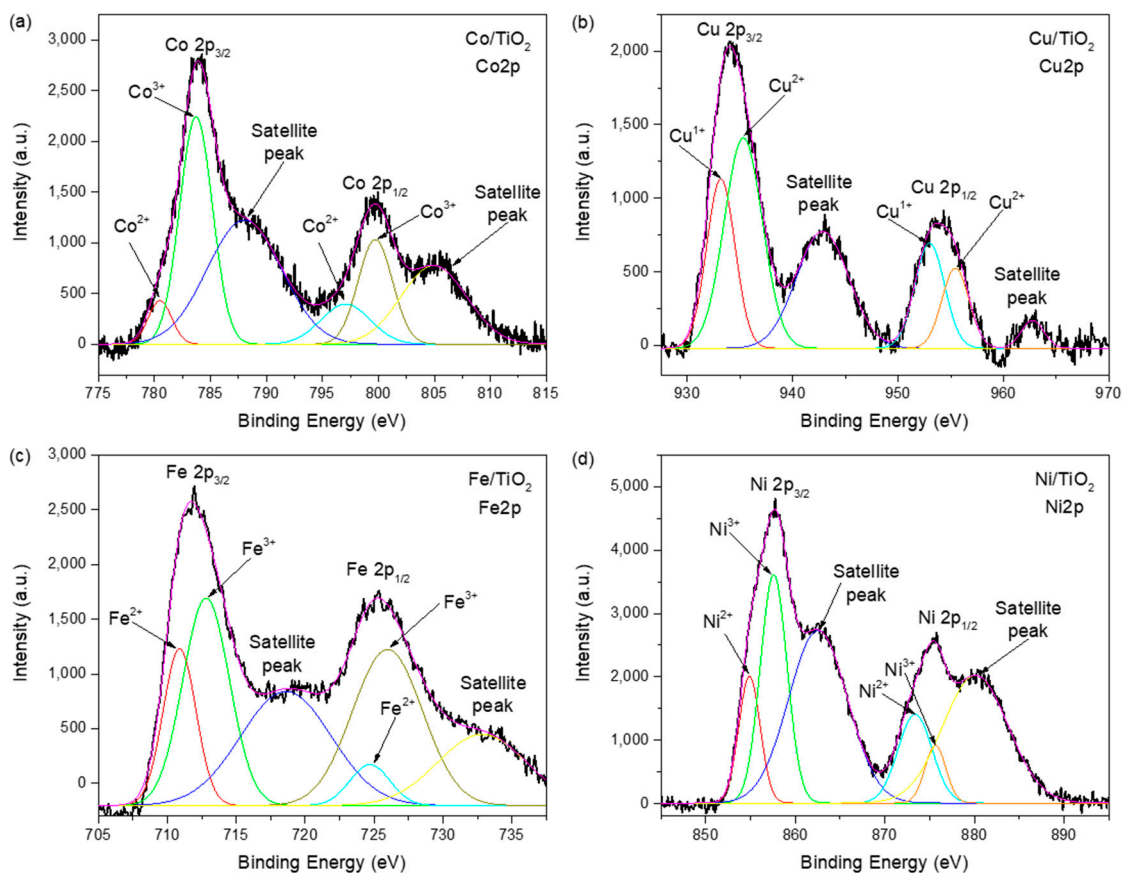 (a)
Co/TiO2
Co2p
Co 2p3/2
Co3+
Satellite
peak
Co2+
Co 2p1/2
Co2+
Co3+
Satellite
peak
3,000
2,500
2,000
1,500
1,000
500
0
Intensity (a.u.)
775 780 785 790 795 800 805 810 815
Binding Energy (eV)
(b)
Cu/TiO2
Cu2p
Cu 2p3/2
Cu2+
Cu1+
Satellite
peak
Cu 2p1/2
Cu1+
Cu2+
Satellite
peak
2,000
1,500
1,000
500
0
Intensity (a.u.)
930 940 950 960 970
Binding Energy (eV)
(c)
Fe/TiO2
Fe2p
Fe 2p3/2
Fe3+
Fe2+
Satellite
peak
Fe 2p1/2
Fe3+
Fe2+
Satellite
peak
3,000
2,500
2,000
1,500
1,000
500
0
Intensity (a.u.)
705 710 715 720 725 730 735
Binding Energy (eV)
(d)
Ni/TiO2
Ni2p
Ni 2p3/2
Ni3+
Satellite
peak
Ni2+
Ni 2p1/2
Ni3+
Ni2+
Satellite
peak
5,000
4,000
3,000
2,000
1,000
0
Intensity (a.u.)
850 860 870 880 890
Binding Energy (eV)